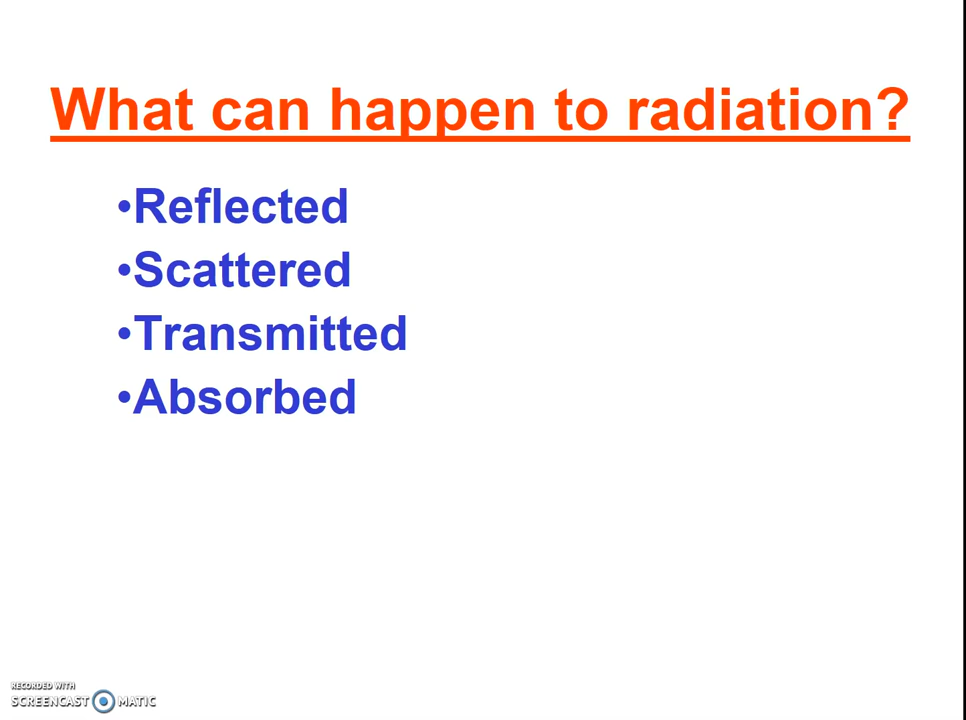 What can happen to radiation?
•Reflected
•Scattered
•Transmitted
•Absorbed
RECORDED WITH
SCREENCAST MATIC